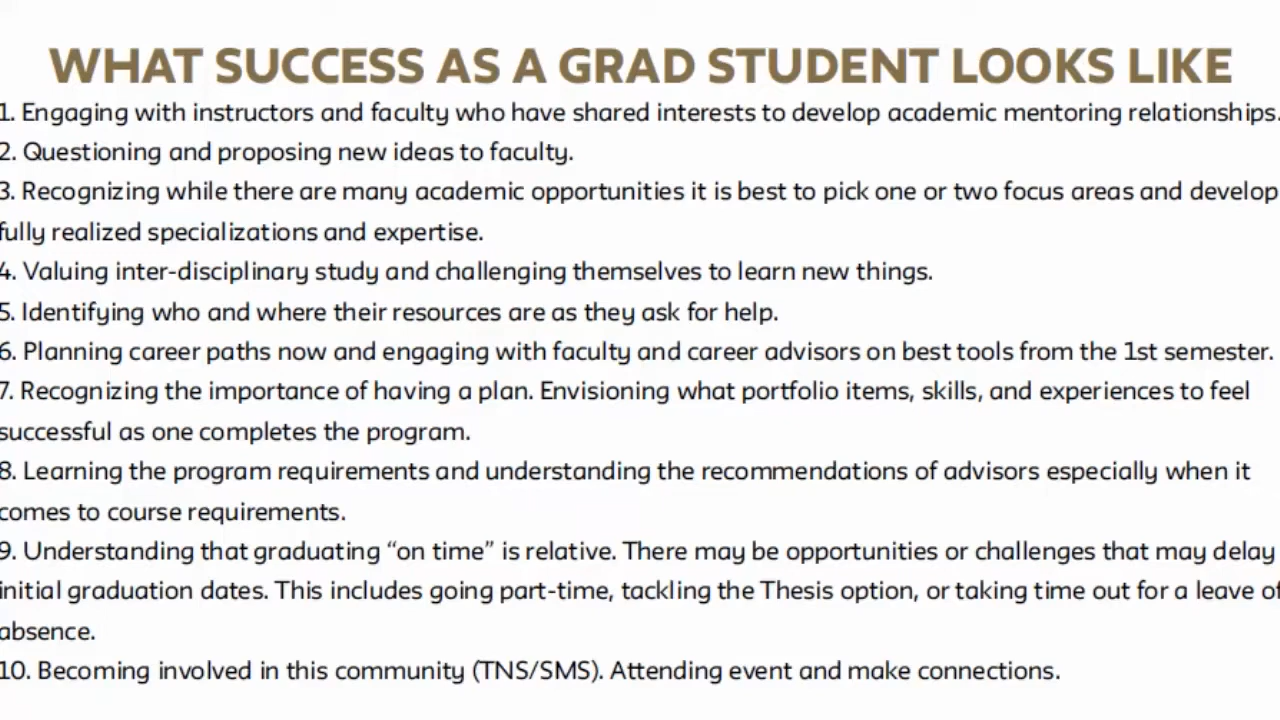 WHAT SUCCESS AS A GRAD STUDENT LOOKS LIKE
1. Engaging with instructors and faculty who have shared interests to develop academic mentoring relationships.
2. Questioning and proposing new ideas to faculty.
3. Recognizing while there are many academic opportunities it is best to pick one or two focus areas and develop
fully realized specializations and expertise.
4. Valuing inter-disciplinary study and challenging themselves to learn new things.
5. Identifying who and where their resources are as they ask for help.
6. Planning career paths now and engaging with faculty and career advisors on best tools from the 1st semester.
7. Recognizing the importance of having a plan. Envisioning what portfolio items, skills, and experiences to feel
successful as one completes the program.
8. Learning the program requirements and understanding the recommendations of advisors especially when it
comes to course requirements.
9. Understanding that graduating “on time” is relative. There may be opportunities or challenges that may delay
initial graduation dates. This includes going part-time, tackling the Thesis option, or taking time out for a leave of
absence.
10. Becoming involved in this community (TNS/SMS). Attending event and make connections.